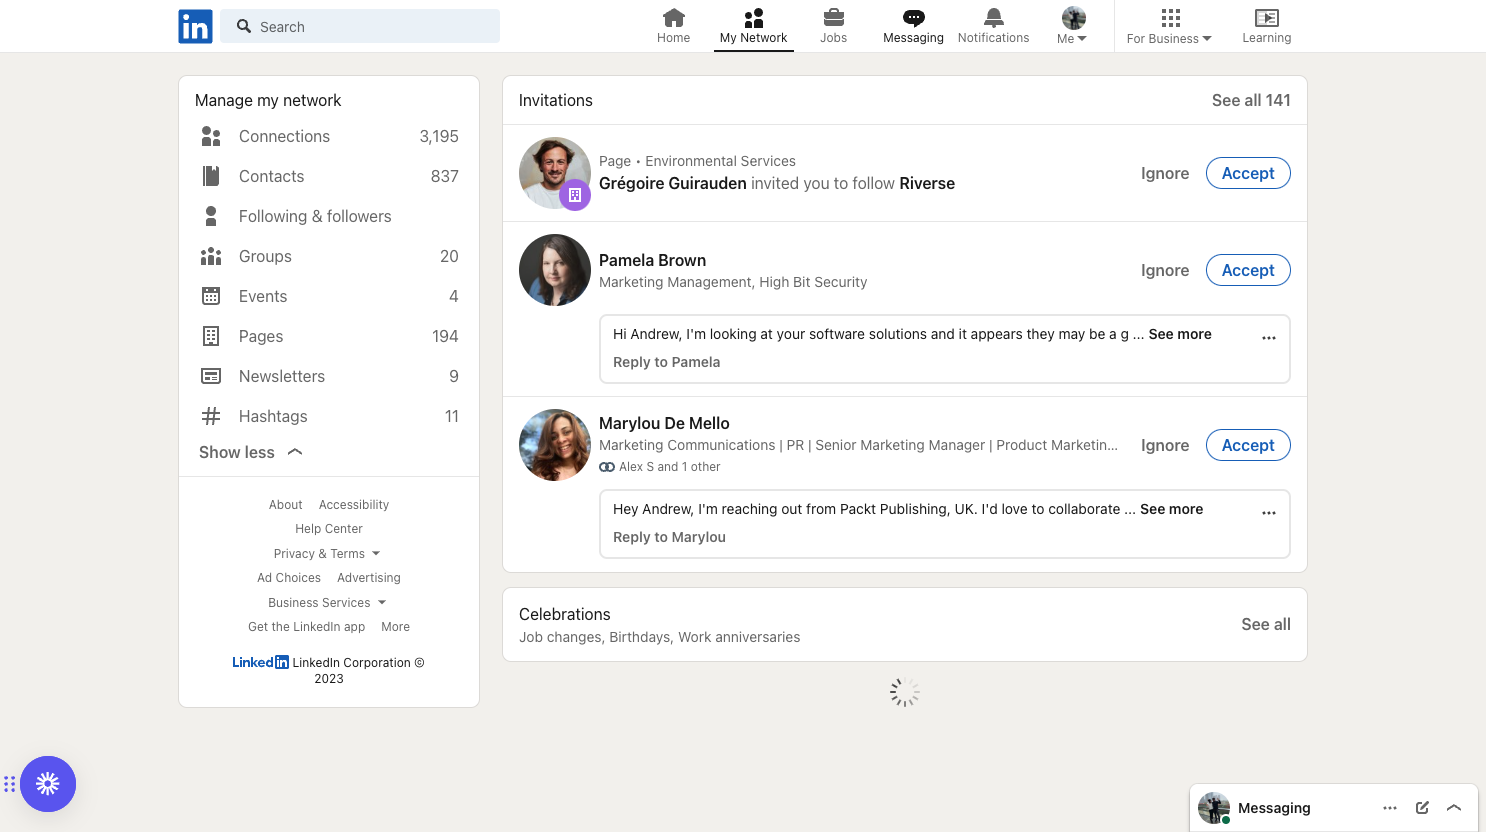 in
Search
Home
My Network
Jobs
Messaging
Notifications
Me
For Business
Learning
Manage my network
Connections 3,195
Contacts 837
Following & followers
Groups 20
Events 4
Pages 194
Newsletters 9
Hashtags 11
Show less
About Accessibility
Help Center
Privacy & Terms
Ad Choices Advertising
Business Services
Get the LinkedIn app More
LinkedIn LinkedIn Corporation ©
2023
Invitations See all 141
Page • Environmental Services
Grégoire Guirauden invited you to follow Riverse
Ignore Accept
Pamela Brown
Marketing Management, High Bit Security
Ignore Accept
Hi Andrew, I'm looking at your software solutions and it appears they may be a g ... See more
Reply to Pamela
Marylou De Mello
Marketing Communications | PR | Senior Marketing Manager | Product Marketin...
Alex S and 1 other
Ignore Accept
Hey Andrew, I'm reaching out from Packt Publishing, UK. I'd love to collaborate ... See more
Reply to Marylou
Celebrations
Job changes, Birthdays, Work anniversaries
See all
Messaging